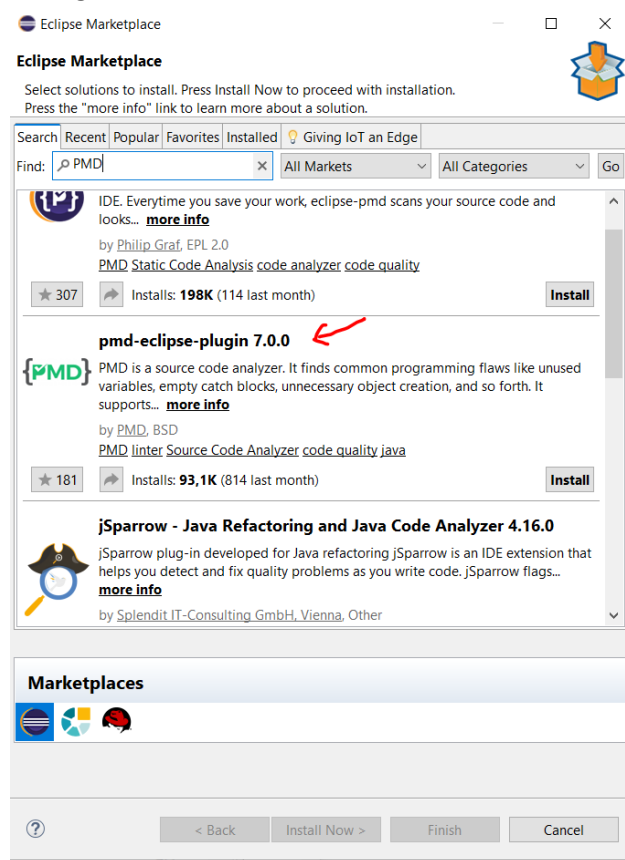 Eclipse Marketplace
Eclipse Marketplace
Select solutions to install. Press Install Now to proceed with installation.
Press the "more info" link to learn more about a solution.
Search Recent Popular Favorites Installed Giving IoT an Edge
Find: PMD All Markets All Categories Go
IDE. Everytime you save your work, eclipse-pmd scans your source code and
looks... more info
by Philip Graf, EPL 2.0
PMD Static Code Analysis code analyzer code quality
307 Installs: 198K (114 last month) Install
pmd-eclipse-plugin 7.0.0
{PMD} PMD is a source code analyzer. It finds common programming flaws like unused
variables, empty catch blocks, unnecessary object creation, and so forth. It
supports... more info
by PMD, BSD
PMD linter Source Code Analyzer code quality java
181 Installs: 93,1K (814 last month) Install
jSparrow - Java Refactoring and Java Code Analyzer 4.16.0
jSparrow plug-in developed for Java refactoring jSparrow is an IDE extension that
helps you detect and fix quality problems as you write code. jSparrow flags...
more info
by Splendit IT-Consulting GmbH, Vienna, Other
Marketplaces
? < Back Install Now > Finish Cancel